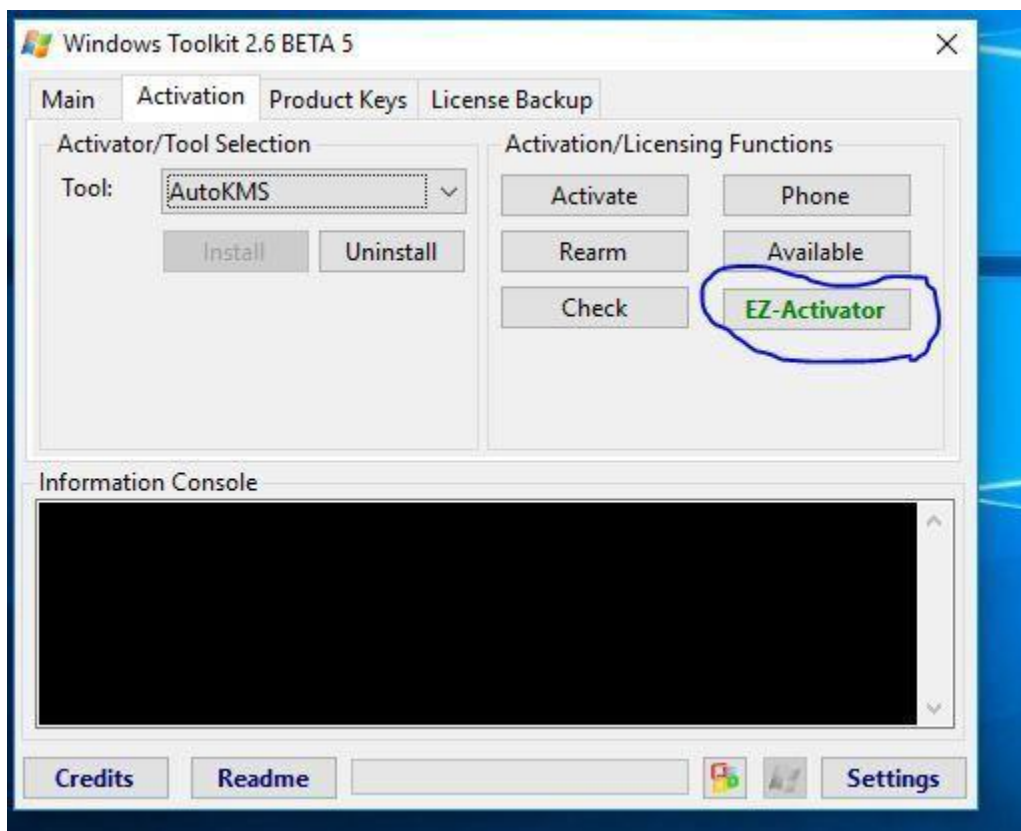 Windows Toolkit 2.6 BETA 5
Main Activation Product Keys License Backup
Activator/Tool Selection
Tool: AutoKMS
Install Uninstall
Activation/Licensing Functions
Activate Phone
Rearm Available
Check EZ-Activator
Information Console
Credits Readme Settings